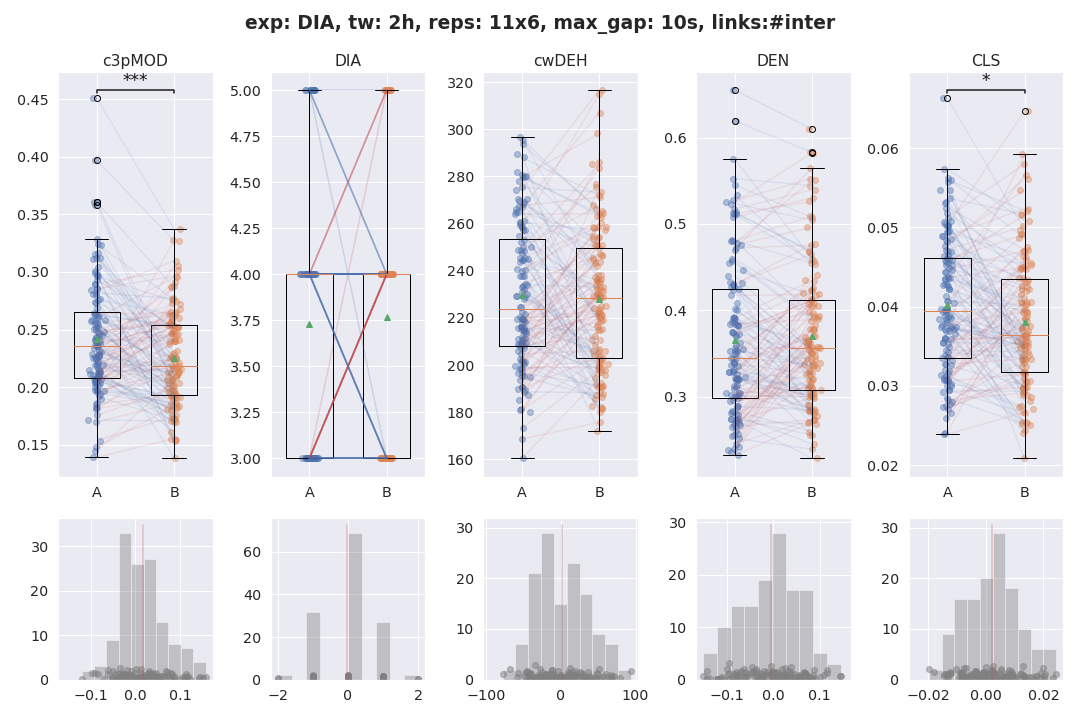 exp: DIA, tw: 2h, reps: 11x6, max_gap: 10s, links:#inter
c3pMOD DIA cwDEH DEN CLS
*** *
0.45 0.40 0.35 0.30 0.25 0.20 0.15
5.00 4.75 4.50 4.25 4.00 3.75 3.50 3.25 3.00
320 300 280 260 240 220 200 180 160
0.6 0.5 0.4 0.3
0.06 0.05 0.04 0.03 0.02
A B A B A B A B A B
30 20 10 0
60 40 20 0
30 20 10 0
30 25 20 15 10 5 0
30 20 10 0
−0.1 0.0 0.1
−2 0 2
−100 0 100
−0.1 0.0 0.1
−0.02 0.00 0.02